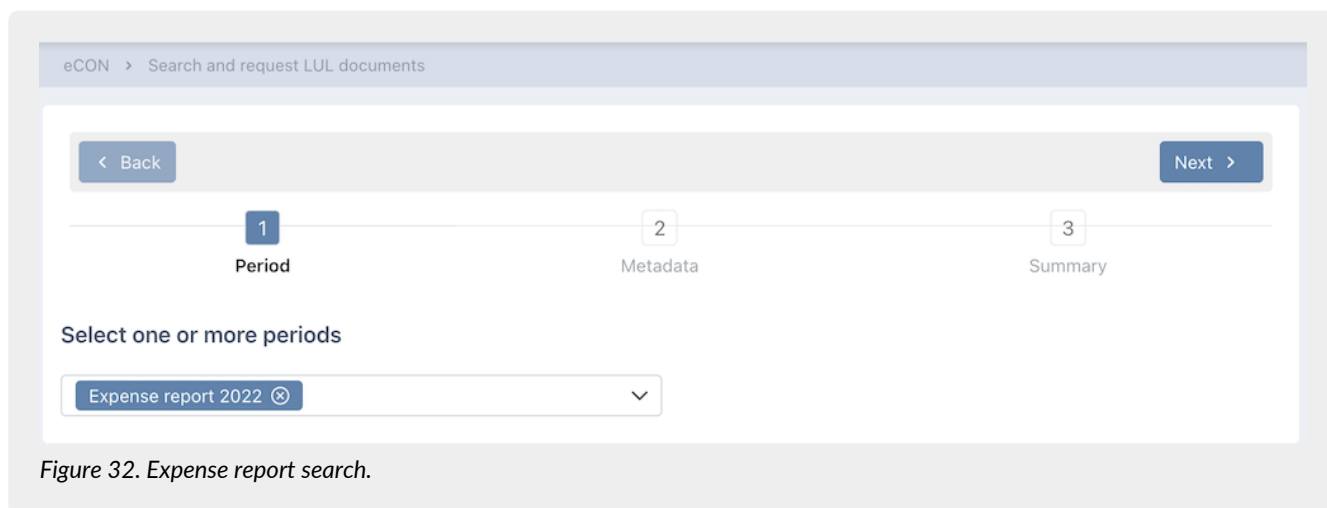 eCON > Search and request LUL documents
< Back
Next >
1
2
3
Period
Metadata
Summary
Select one or more periods
Expense report 2022
Figure 32. Expense report search.